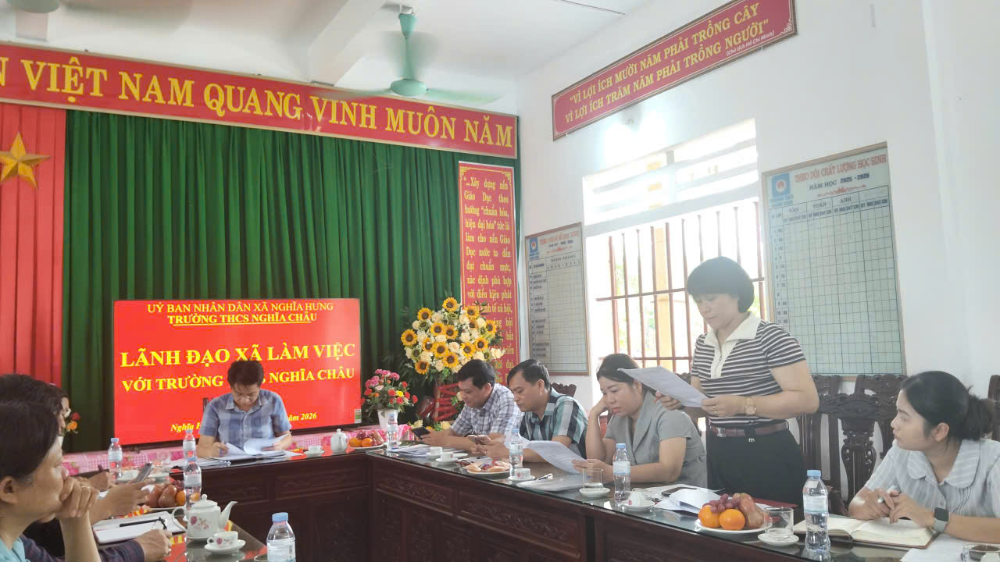 VIỆT NAM QUANG VINH MUÔN NĂM
"VÌ LỢI ÍCH MƯỜI NĂM PHẢI TRỒNG CÂY
VÌ LỢI ÍCH TRĂM NĂM PHẢI TRỒNG NGƯỜI"
(Chủ tịch Hồ Chí Minh)
"...Xây dựng nền
Giáo Dục theo
hướng "chuẩn hóa,
hiện đại hóa" tức là
làm cho nền Giáo
Dục nước ta dần
đạt chuẩn mực,
xác định phù hợp
với điều kiện phát
kinh tế xã hội,
THEO DÕI CHẤT LƯỢNG HỌC SINH
NĂM HỌC 2025 - 2026
VĂN TOÁN ANH
UỶ BAN NHÂN DÂN XÃ NGHĨA HƯNG
TRƯỜNG THCS NGHĨA CHÂU
LÃNH ĐẠO XÃ LÀM VIỆC
VỚI TRƯỜNG NGHĨA CHÂU
Nghĩa năm 2026